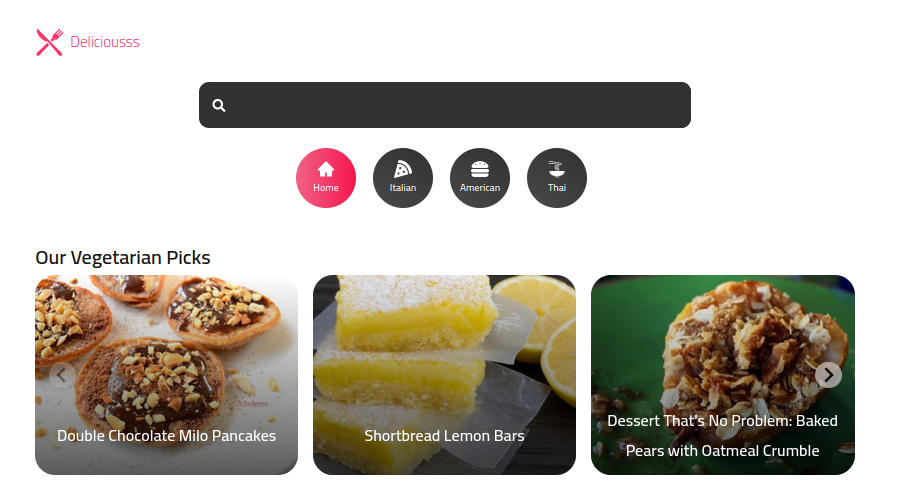 Deliciousss
Home
Italian
American
Thai
Our Vegetarian Picks
Afrolems
Double Chocolate Milo Pancakes
Shortbread Lemon Bars
Dessert That's No Problem: Baked
Pears with Oatmeal Crumble